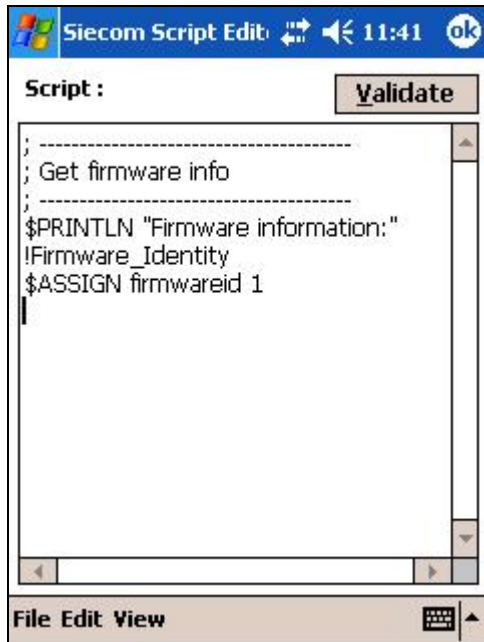 Siecom Script Edit 11:41 ok
Script :
Validate
; ---------------------------------------
; Get firmware info
; ---------------------------------------
$PRINTLN "Firmware information:"
!Firmware_Identity
$ASSIGN firmwareid 1
File Edit View